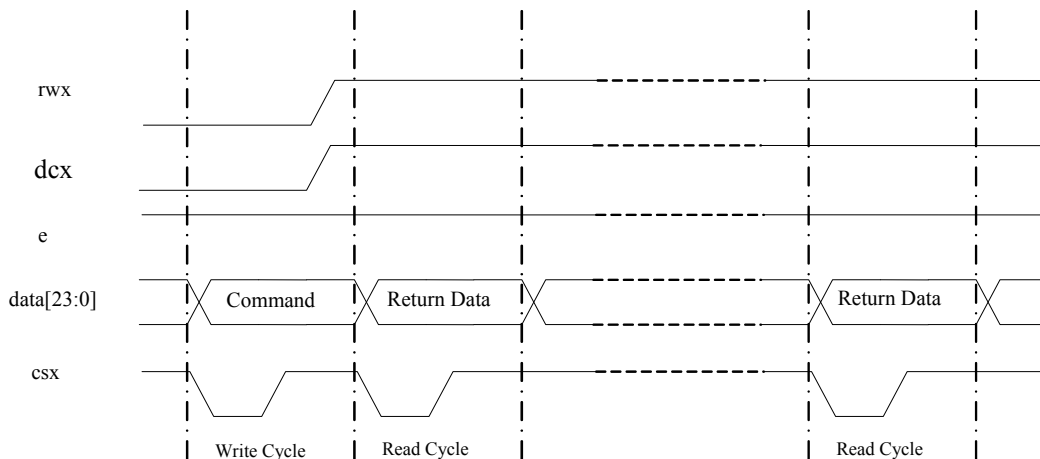 rwx
dcx
e
data[23:0]
Command
Return Data
Return Data
csx
Write Cycle
Read Cycle
Read Cycle